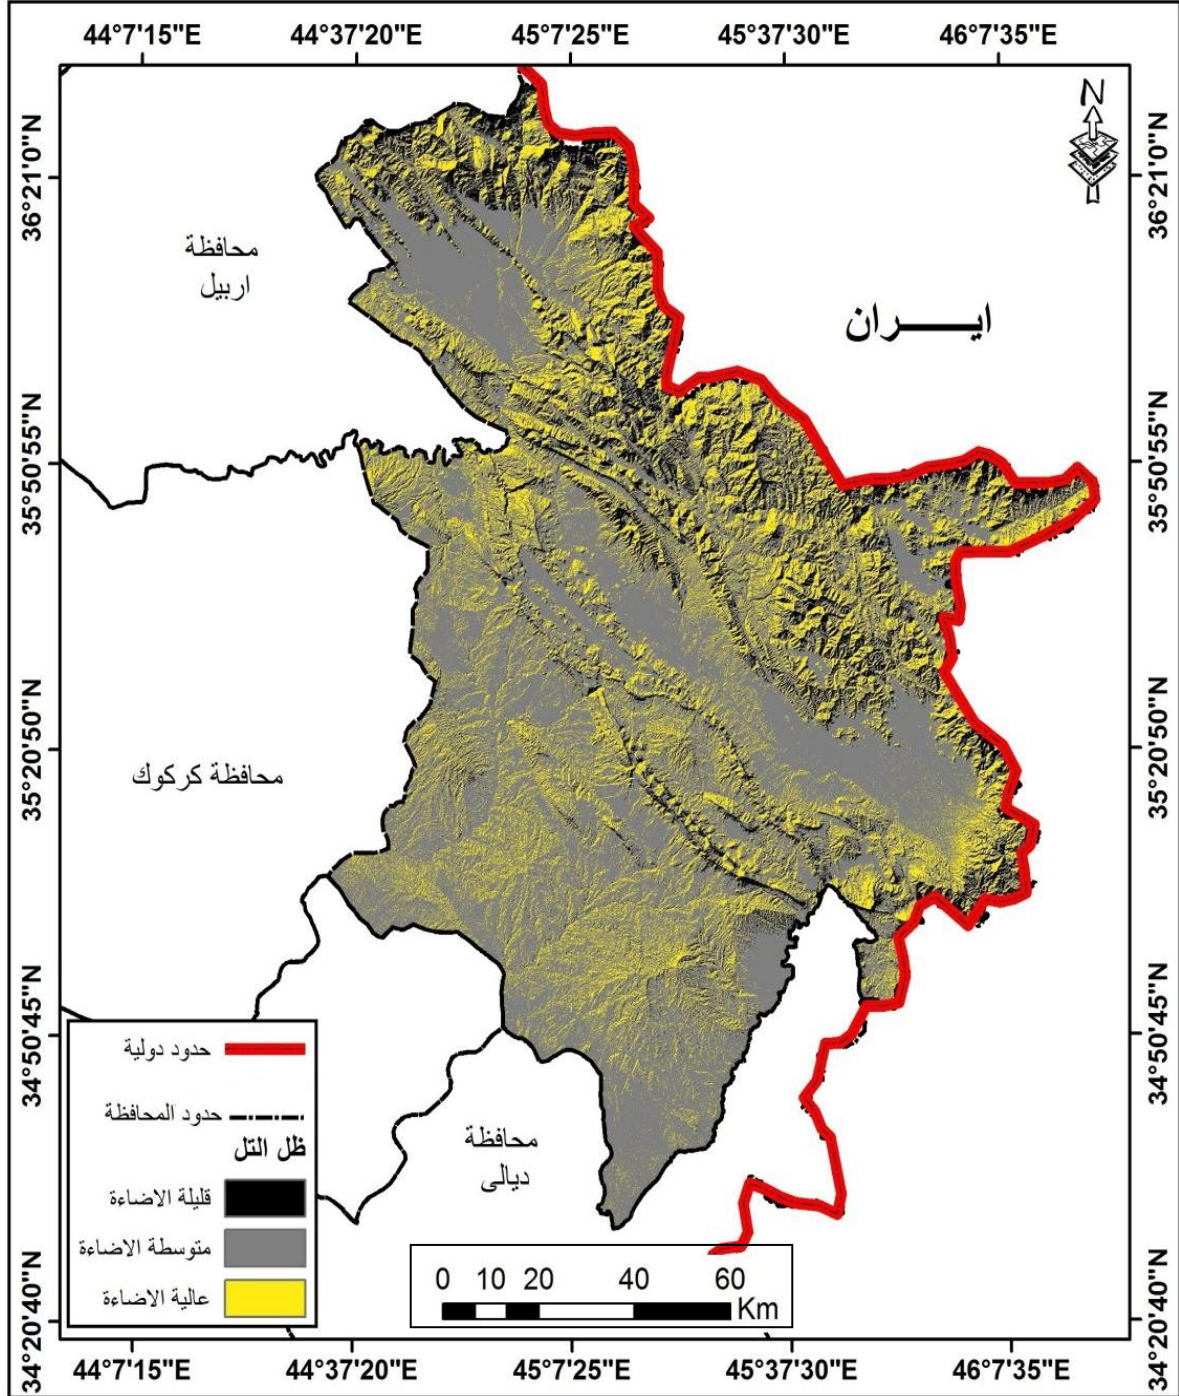 44°7'15"E 44°37'20"E 45°7'25"E 45°37'30"E 46°7'35"E
N
36°21'0"N
36°21'0"N
محافظة
اربيل
ايـــــــران
35°50'55"N
35°50'55"N
35°20'50"N
35°20'50"N
محافظة كركوك
34°50'45"N
34°50'45"N
حدود دولية
حدود المحافظة
ظل التل
قليلة الاضاءة
متوسطة الاضاءة
عالية الاضاءة
محافظة
ديالى
0 10 20 40 60
Km
34°20'40"N
34°20'40"N
44°7'15"E 44°37'20"E 45°7'25"E 45°37'30"E 46°7'35"E